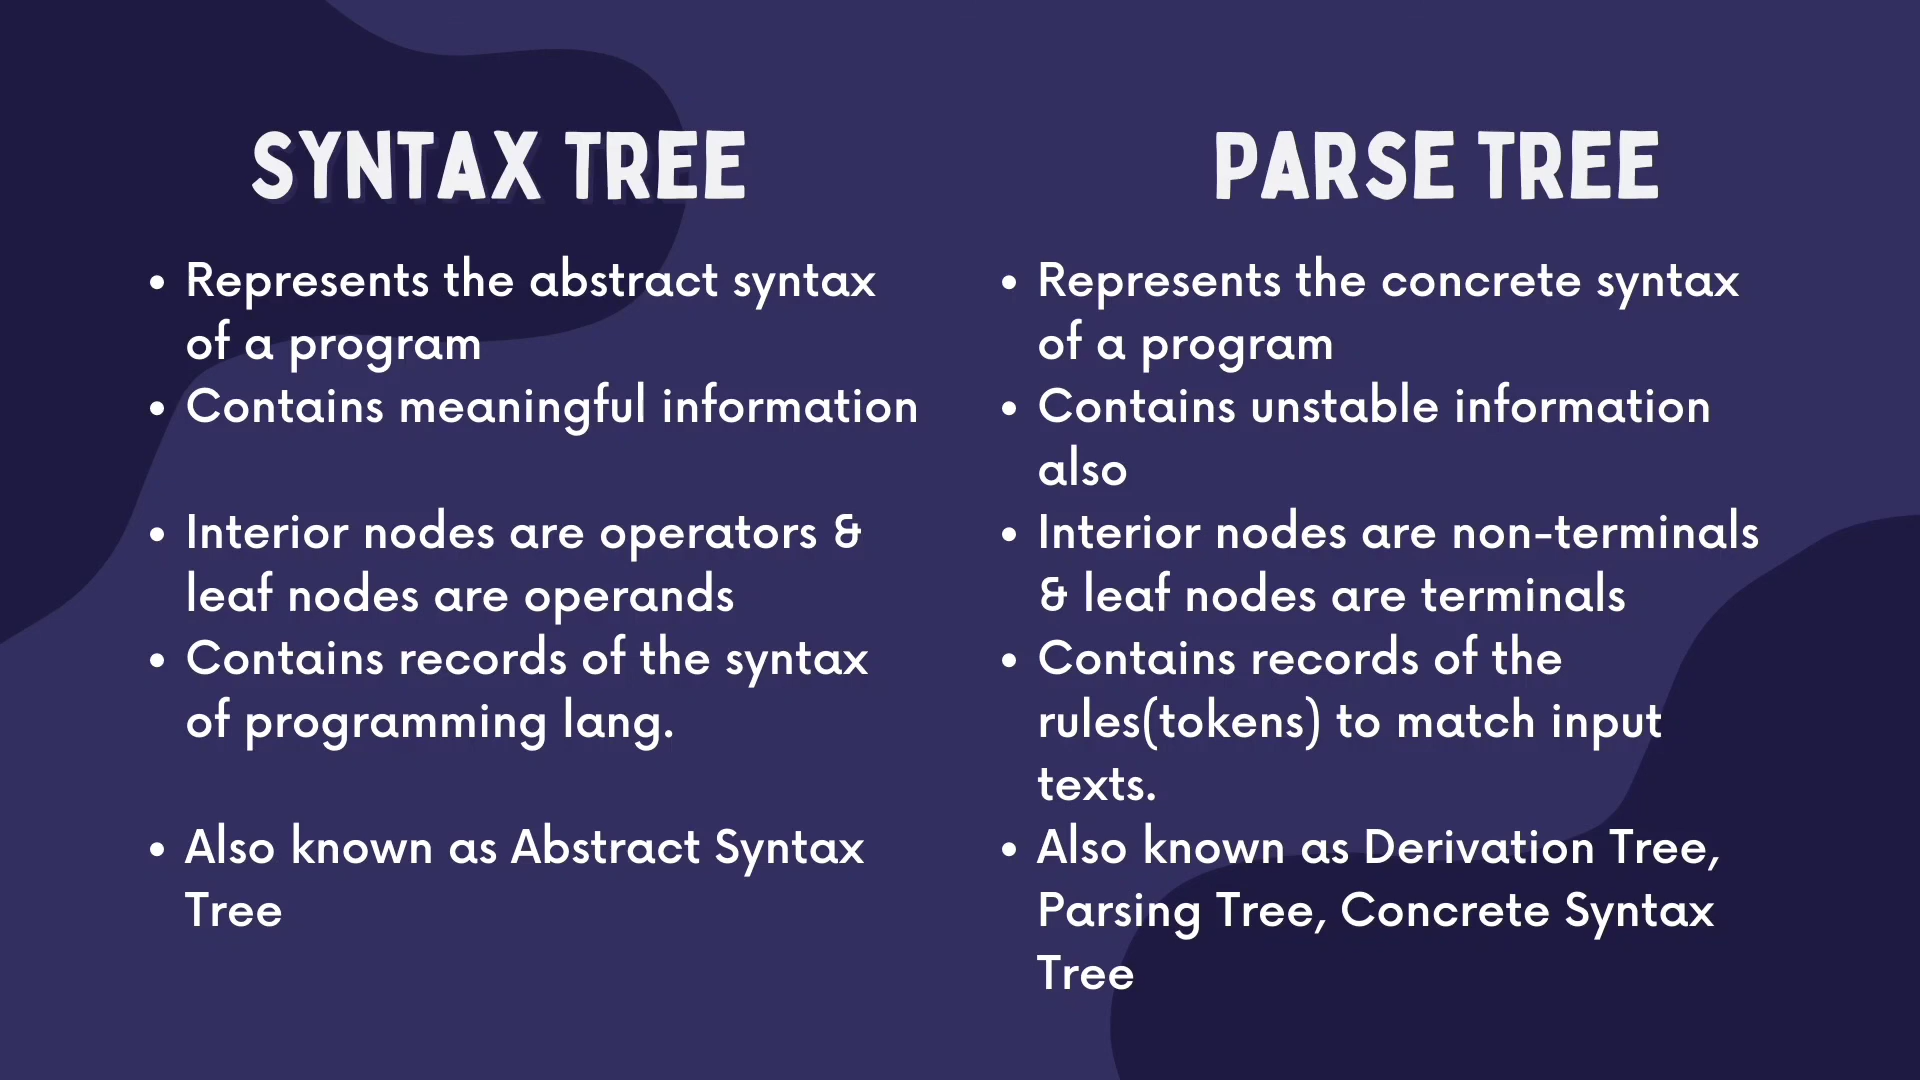 SYNTAX TREE
• Represents the abstract syntax
of a program
• Contains meaningful information
• Interior nodes are operators &
leaf nodes are operands
• Contains records of the syntax
of programming lang.
• Also known as Abstract Syntax
Tree
PARSE TREE
• Represents the concrete syntax
of a program
• Contains unstable information
also
• Interior nodes are non-terminals
& leaf nodes are terminals
• Contains records of the
rules(tokens) to match input
texts.
• Also known as Derivation Tree,
Parsing Tree, Concrete Syntax
Tree